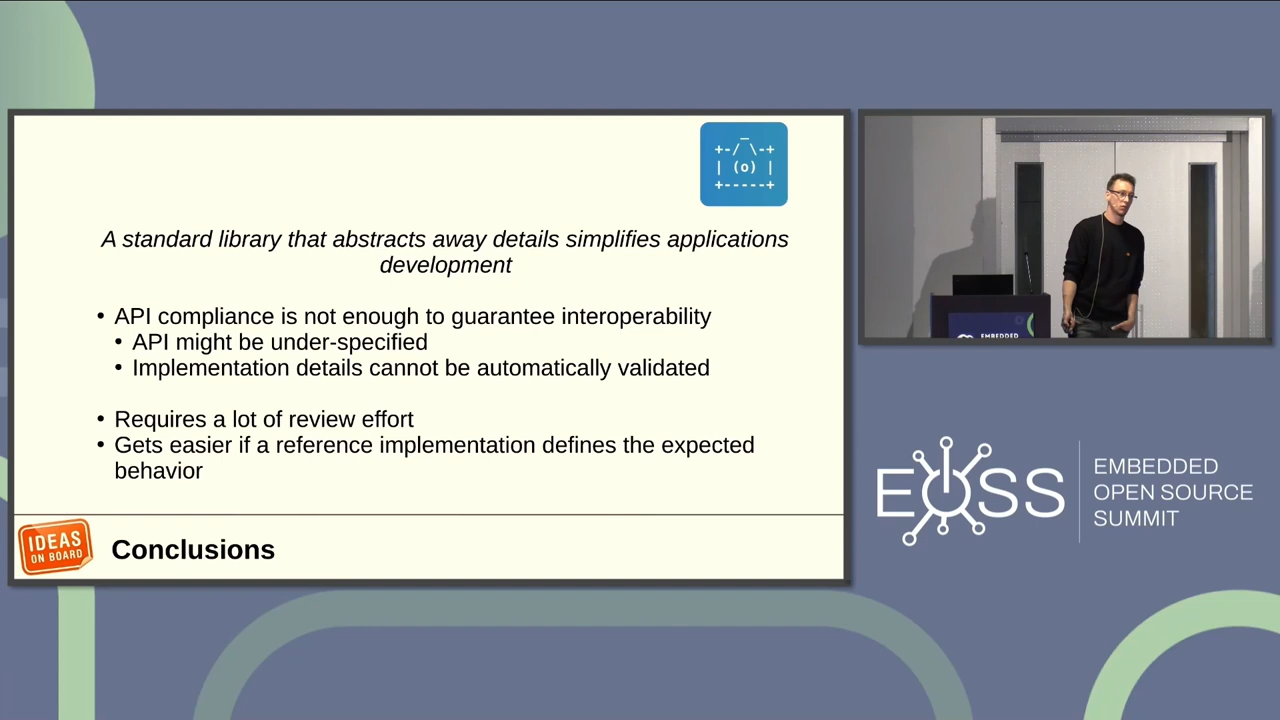 _
+-/ \-+
| (o) |
+-----+
A standard library that abstracts away details simplifies applications
development
• API compliance is not enough to guarantee interoperability
• API might be under-specified
• Implementation details cannot be automatically validated
• Requires a lot of review effort
• Gets easier if a reference implementation defines the expected
behavior
IDEAS
ON BOARD
Conclusions
EMBEDDED
EOSS
EMBEDDED
OPEN SOURCE
SUMMIT